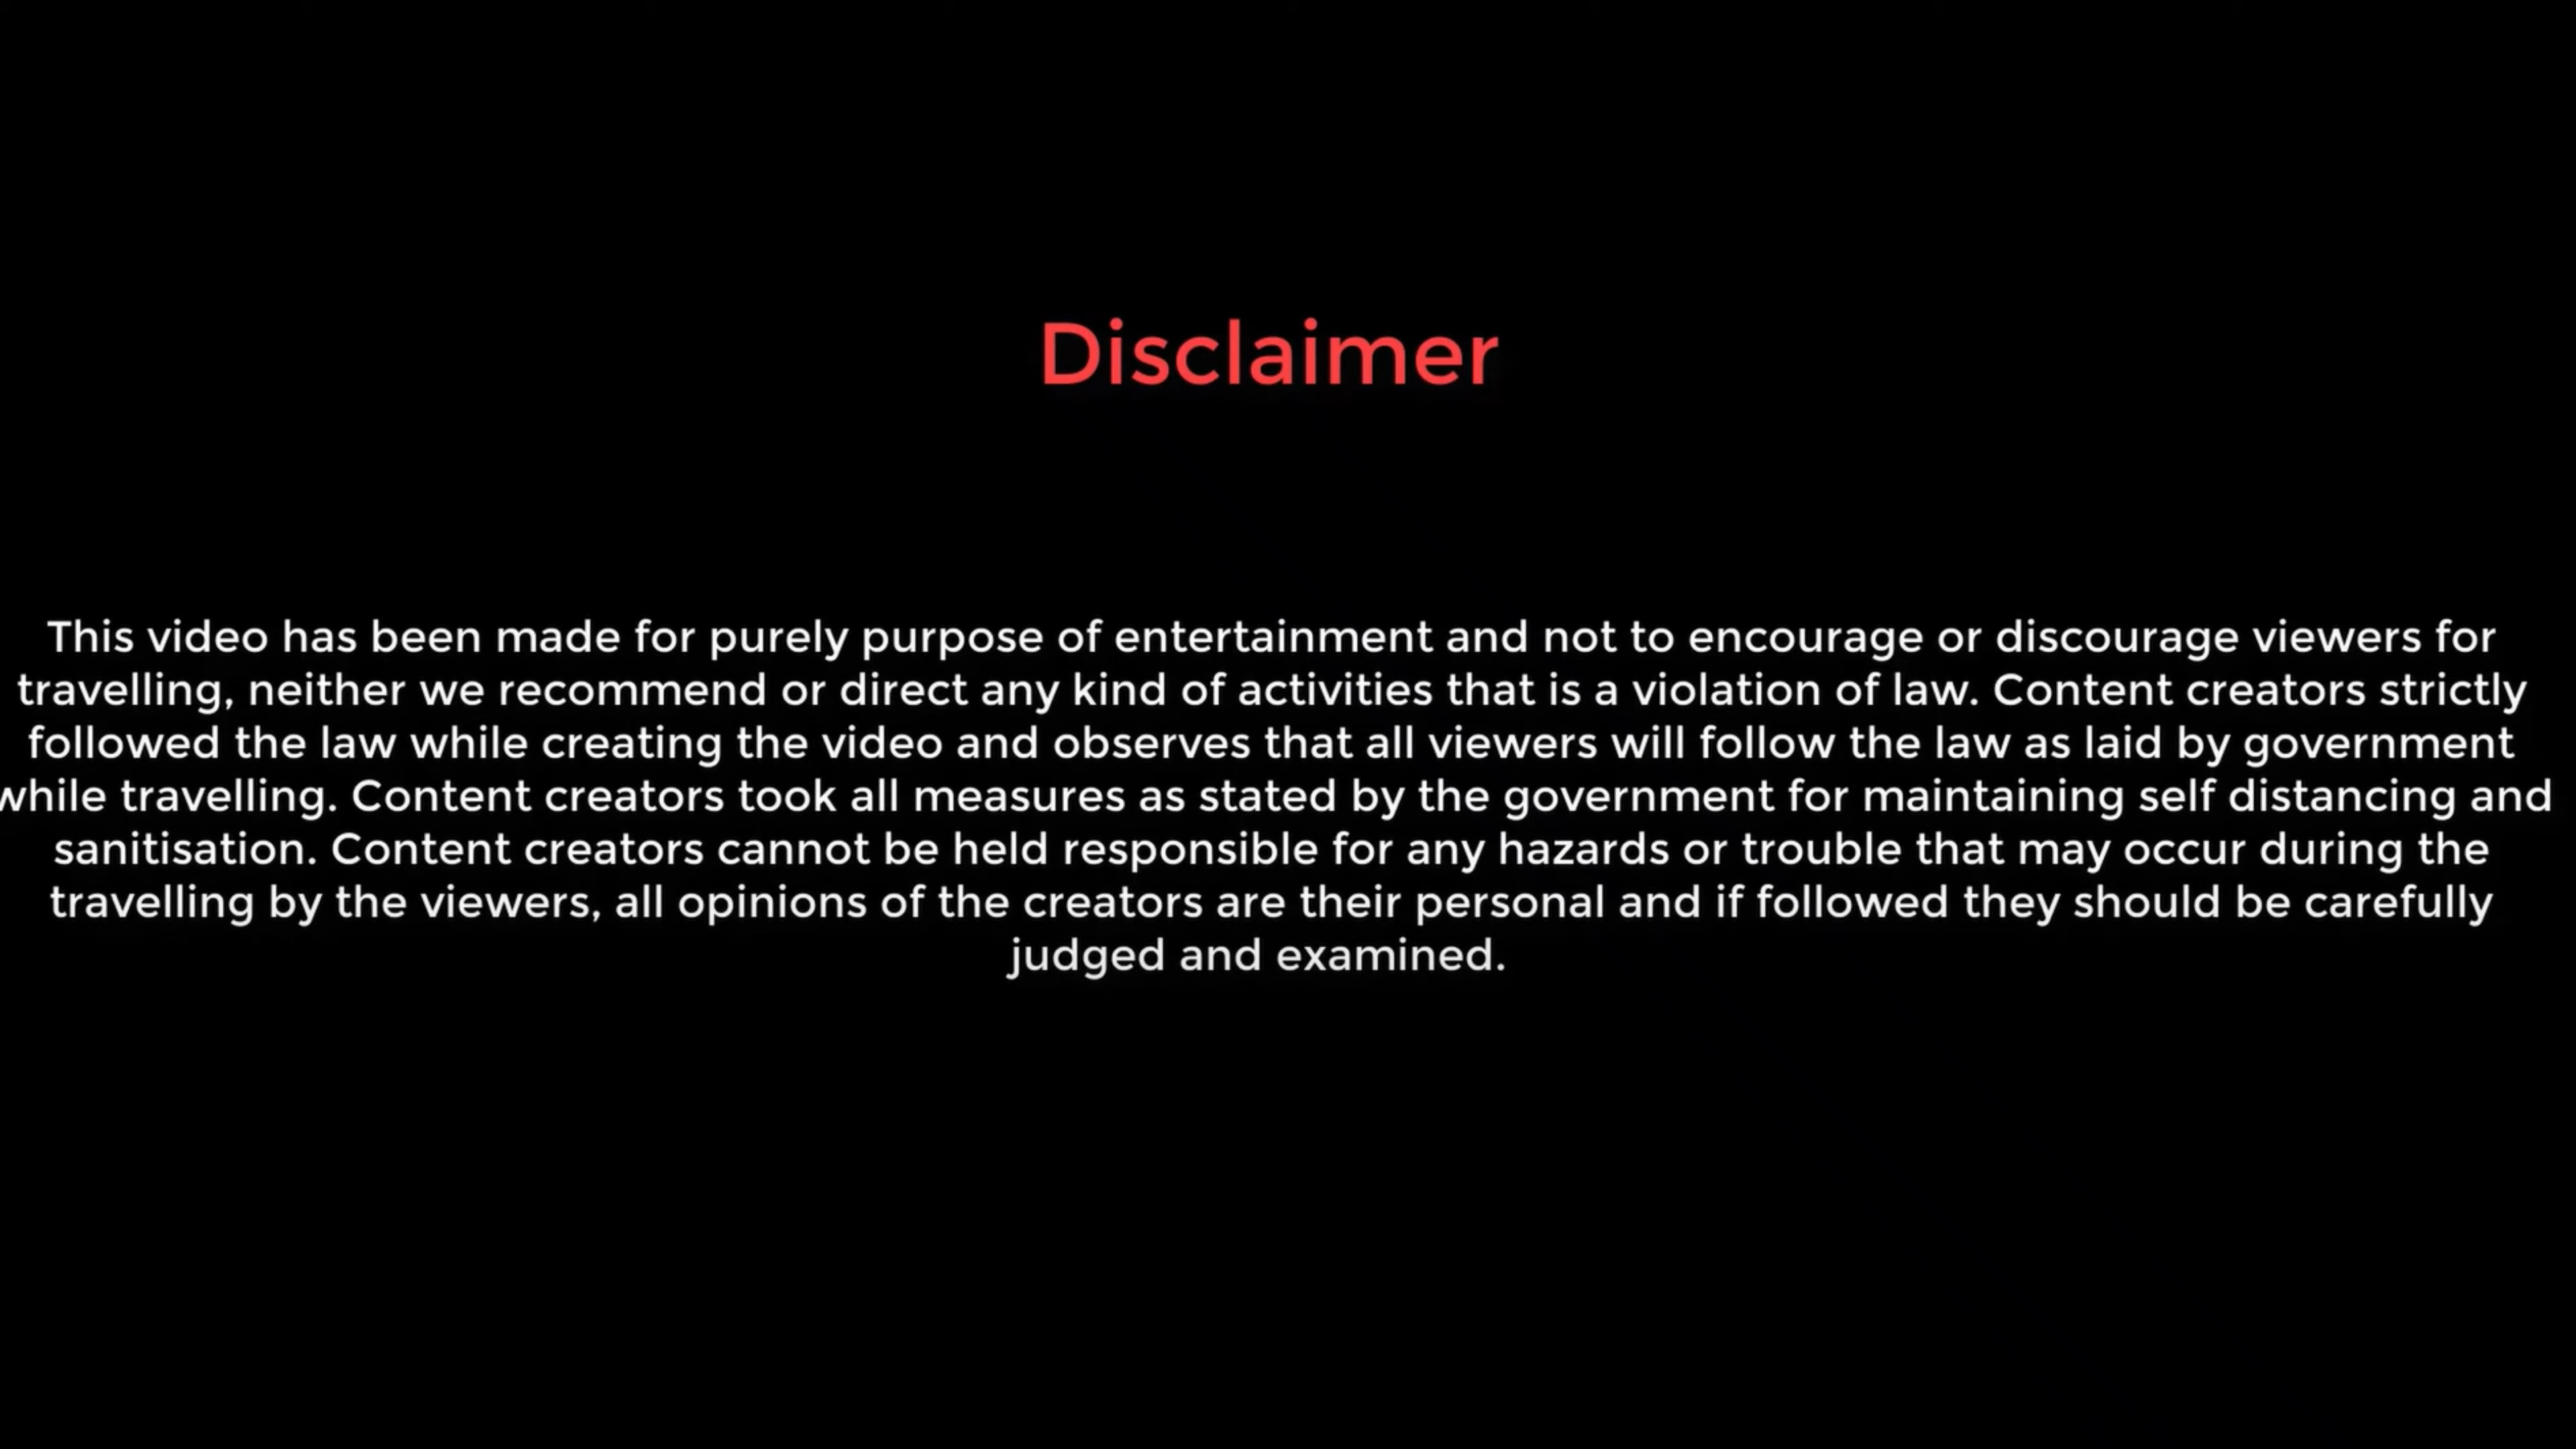 Disclaimer
This video has been made for purely purpose of entertainment and not to encourage or discourage viewers for
travelling, neither we recommend or direct any kind of activities that is a violation of law. Content creators strictly
followed the law while creating the video and observes that all viewers will follow the law as laid by government
while travelling. Content creators took all measures as stated by the government for maintaining self distancing and
sanitisation. Content creators cannot be held responsible for any hazards or trouble that may occur during the
travelling by the viewers, all opinions of the creators are their personal and if followed they should be carefully
judged and examined.